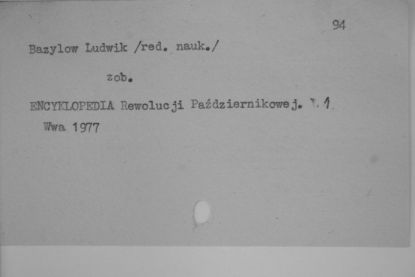 94
Bazylow Ludwik /red. nauk./
zob.
ENCYKLOPEDIA Rewolucji Październikowej. 1
Wwa 1977